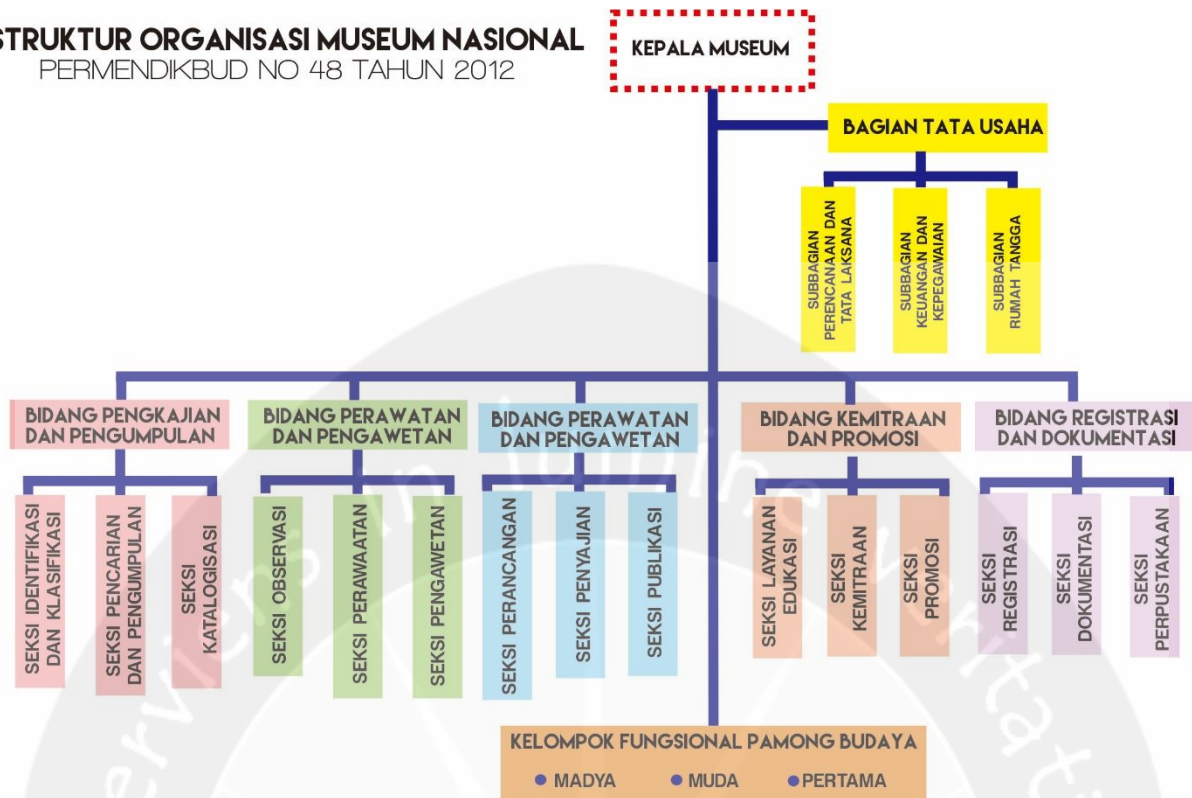 STRUKTUR ORGANISASI MUSEUM NASIONAL
PERMENDIKBUD NO 48 TAHUN 2012
KEPALA MUSEUM
BAGIAN TATA USAHA
SUBBAGIAN
PERENCANAAN DAN
TATA LAKSANA
SUBBAGIAN
KEUANGAN DAN
KEPEGAWAIAN
SUBBAGIAN
RUMAH TANGGA
BIDANG PENGKAJIAN
DAN PENGUMPULAN
BIDANG PERAWATAN
DAN PENGAWETAN
BIDANG PERAWATAN
DAN PENGAWETAN
BIDANG KEMITRAAN
DAN PROMOSI
BIDANG REGISTRASI
DAN DOKUMENTASI
SEKSI IDENTIFIKASI
DAN KLASIFIKASI
SEKSI PENCARIAN
DAN PENGUMPULAN
SEKSI
KATALOGISASI
SEKSI OBSERVASI
SEKSI PERAWAATAN
SEKSI PENGAWETAN
SEKSI PERANCANGAN
SEKSI PENYAJIAN
SEKSI PUBLIKASI
SEKSI LAYANAN
EDUKASI
SEKSI
KEMITRAAN
SEKSI
PROMOSI
SEKSI
REGISTRASI
SEKSI
DOKUMENTASI
SEKSI
PERPUSTAKAAN
KELOMPOK FUNGSIONAL PAMONG BUDAYA
• MADYA • MUDA • PERTAMA
serviens in lumine veritatis